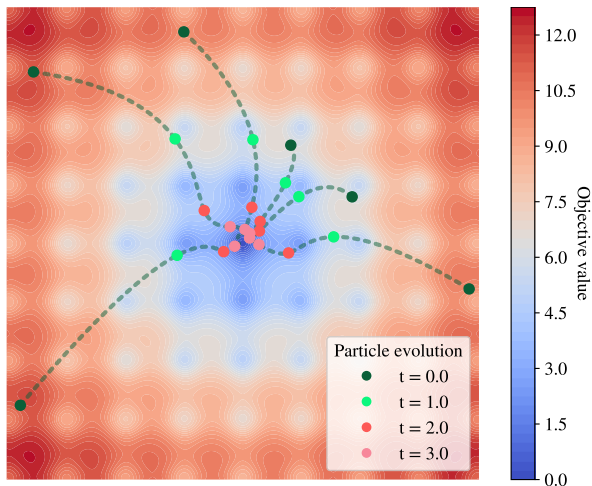 12.0
10.5
9.0
7.5
6.0
4.5
3.0
1.5
0.0
Objective value
Particle evolution
t = 0.0
t = 1.0
t = 2.0
t = 3.0